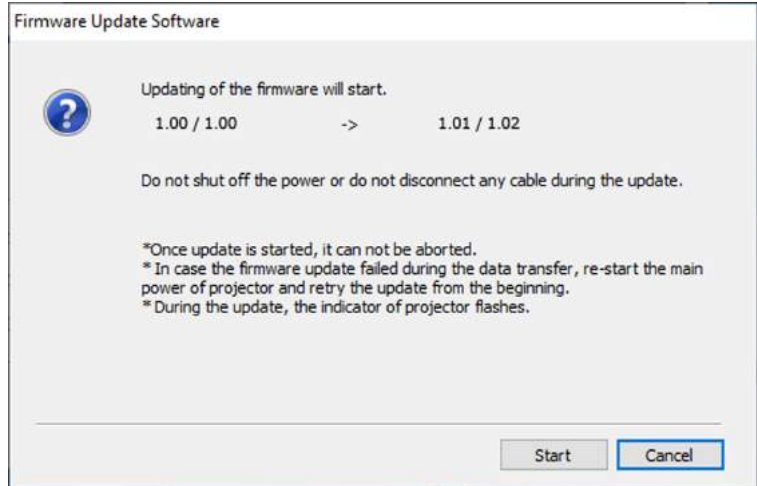 Firmware Update Software
Updating of the firmware will start.
1.00 / 1.00 -> 1.01 / 1.02
Do not shut off the power or do not disconnect any cable during the update.
*Once update is started, it can not be aborted.
* In case the firmware update failed during the data transfer, re-start the main
power of projector and retry the update from the beginning.
* During the update, the indicator of projector flashes.
Start Cancel